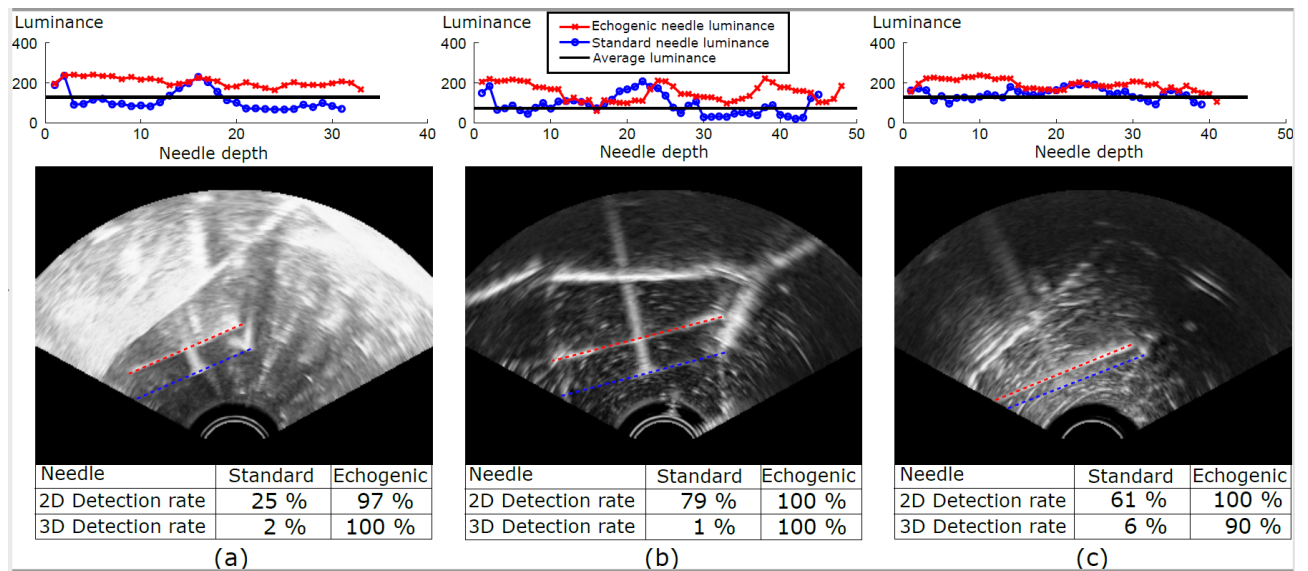 Luminance
400
200
0
0
10
20
30
40
Needle depth
Luminance
Echogenic needle luminance
Standard needle luminance
Average luminance
400
200
0
0
10
20
30
40
50
Needle depth
Luminance
400
200
0
0
10
20
30
40
50
Needle depth
Needle Standard Echogenic
2D Detection rate 25 % 97 %
3D Detection rate 2 % 100 %
(a)
Needle Standard Echogenic
2D Detection rate 79 % 100 %
3D Detection rate 1 % 100 %
(b)
Needle Standard Echogenic
2D Detection rate 61 % 100 %
3D Detection rate 6 % 90 %
(c)